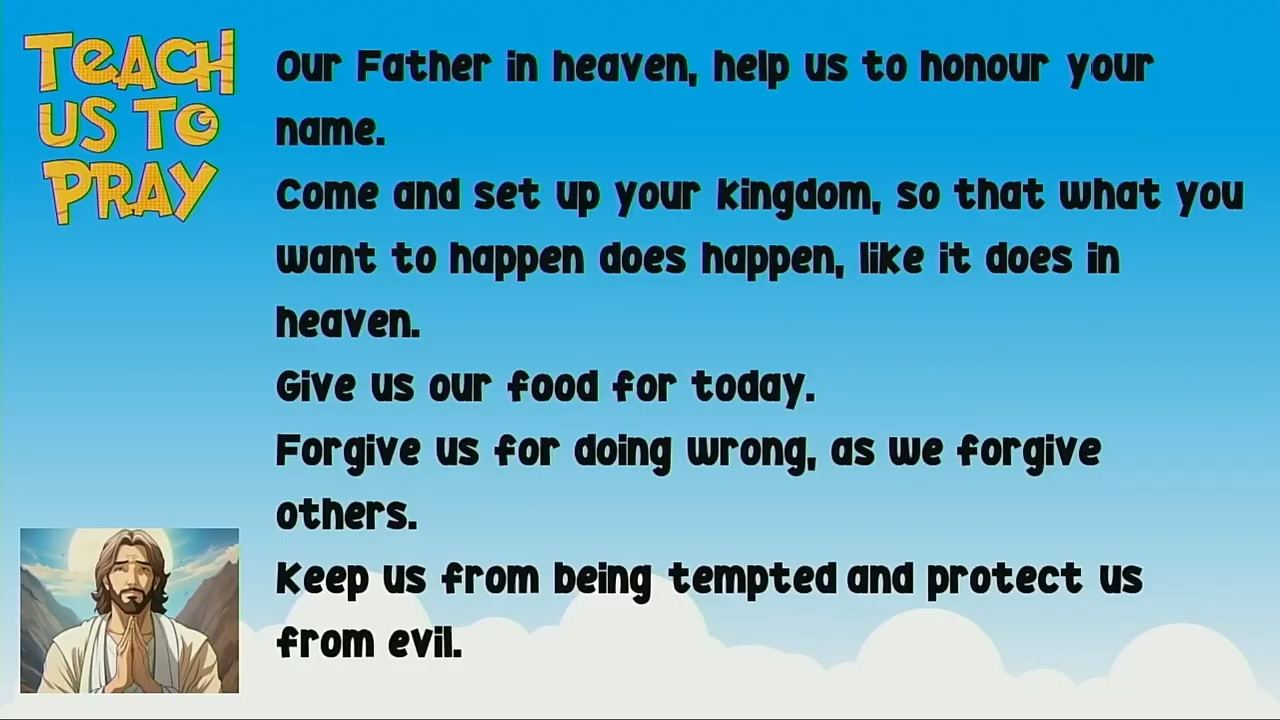 TEACH
US TO
PRAY
Our Father in heaven, help us to honour your
name.
Come and set up your kingdom, so that what you
want to happen does happen, like it does in
heaven.
Give us our food for today.
Forgive us for doing wrong, as we forgive
others.
Keep us from being tempted and protect us
from evil.